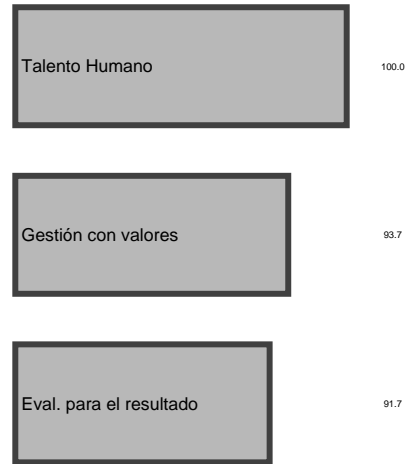 Talento Humano 100.0
Gestión con valores 93.7
Eval. para el resultado 91.7